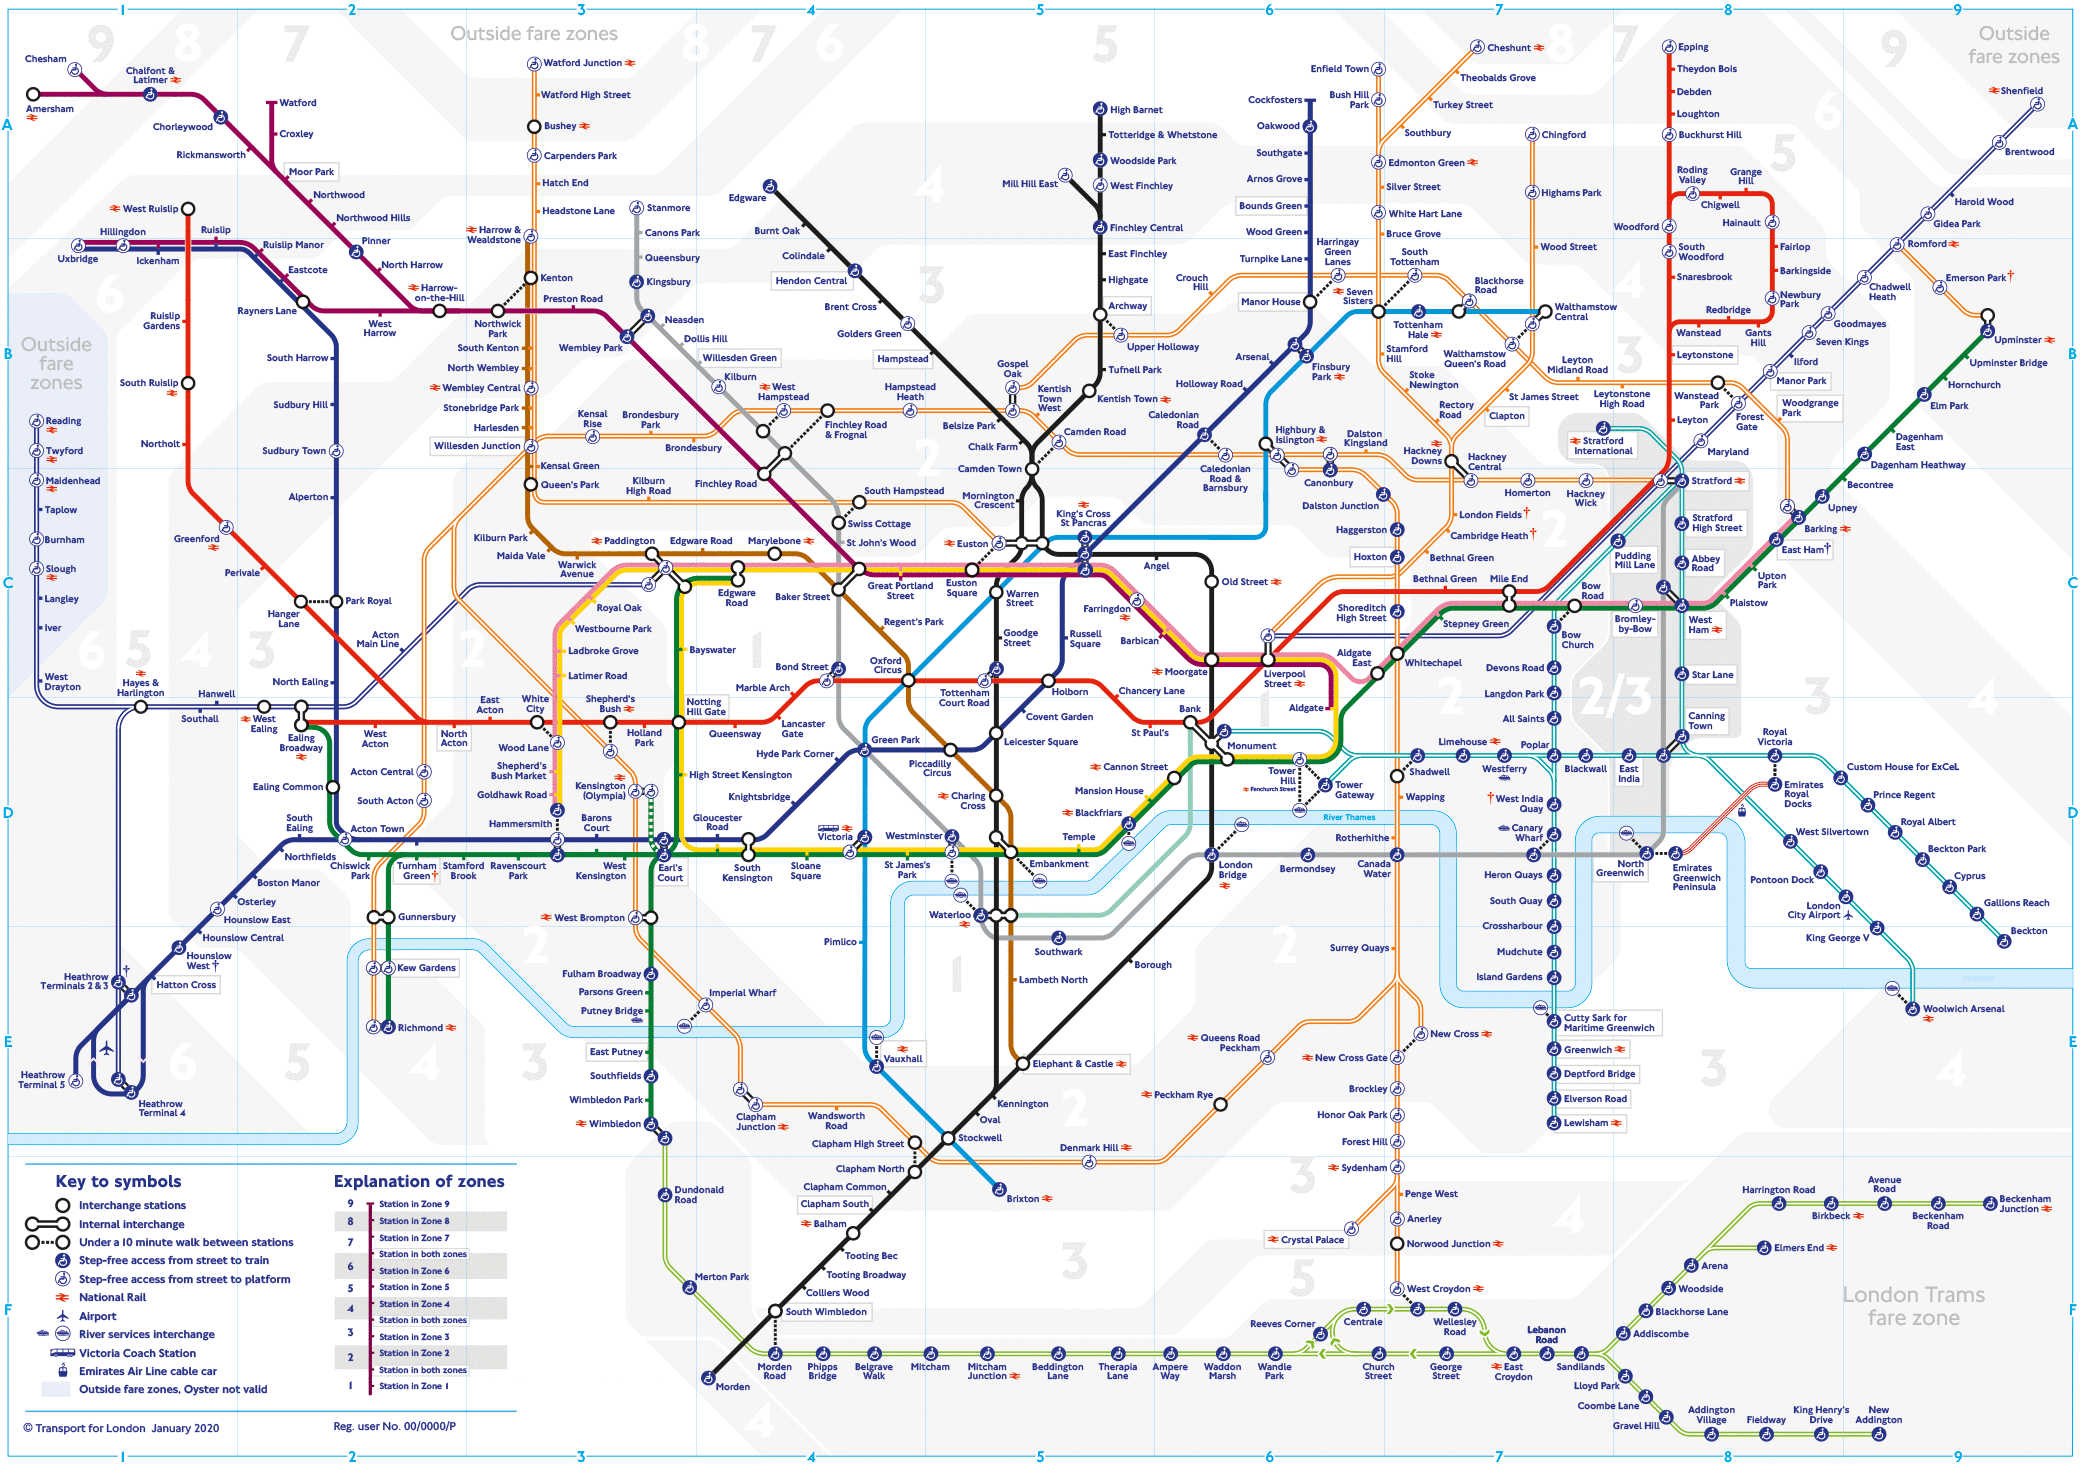 1 2 3 4 5 6 7 8 9
A
B
C
D
E
F
Outside fare zones
Outside
fare zones
Outside
fare
zones
London Trams
fare zone
Chesham
Chalfont &
Latimer
Amersham
Chorleywood
Rickmansworth
Watford
Croxley
Moor Park
Northwood
Northwood Hills
Pinner
North Harrow
Harrow-
on-the-Hill
West Ruislip
Hillingdon
Ruislip
Uxbridge
Ickenham
Ruislip Manor
Eastcote
Rayners Lane
West
Harrow
Northwick
Park
Preston Road
Ruislip
Gardens
South Ruislip
Northolt
Greenford
Perivale
Hanger
Lane
Park Royal
South Harrow
Sudbury Hill
Sudbury Town
Alperton
North Ealing
Reading
Twyford
Maidenhead
Taplow
Burnham
Slough
Langley
Iver
West
Drayton
Hayes &
Harlington
Hanwell
Southall
West
Ealing
Ealing
Broadway
Acton
Main Line
West
Acton
North
Acton
East
Acton
Ealing Common
South
Ealing
Acton Town
Northfields
Boston Manor
Osterley
Hounslow East
Hounslow Central
Hounslow
West †
Hatton Cross
Heathrow
Terminals 2 & 3
Heathrow
Terminal 5
Heathrow
Terminal 4
Watford Junction
Watford High Street
Bushey
Carpenders Park
Hatch End
Headstone Lane
Harrow &
Wealdstone
Kenton
South Kenton
North Wembley
Wembley Central
Stonebridge Park
Harlesden
Willesden Junction
Kensal Green
Queen's Park
Kilburn Park
Maida Vale
Warwick
Avenue
Paddington
Edgware Road
Marylebone
Stanmore
Canons Park
Queensbury
Kingsbury
Wembley Park
Neasden
Dollis Hill
Willesden Green
Kilburn
West
Hampstead
Finchley Road
Finchley Road
& Frognal
Kensal
Rise
Brondesbury
Park
Brondesbury
Kilburn
High Road
South Hampstead
Swiss Cottage
St John's Wood
Hampstead
Heath
Edgware
Burnt Oak
Colindale
Hendon Central
Brent Cross
Golders Green
Hampstead
Belsize Park
Chalk Farm
Camden Town
Mornington
Crescent
Euston
High Barnet
Totteridge & Whetstone
Woodside Park
West Finchley
Mill Hill East
Finchley Central
East Finchley
Highgate
Archway
Upper Holloway
Crouch
Hill
Tufnell Park
Kentish Town
Gospel
Oak
Kentish
Town
West
Camden Road
Caledonian
Road
Caledonian
Road &
Barnsbury
King's Cross
St Pancras
Cockfosters
Oakwood
Southgate
Arnos Grove
Bounds Green
Wood Green
Turnpike Lane
Manor House
Harringay
Green
Lanes
Arsenal
Finsbury
Park
Holloway Road
Highbury &
Islington
Canonbury
Dalston
Kingsland
Dalston Junction
Haggerston
Hoxton
Shoreditch
High Street
Enfield Town
Bush Hill
Park
Cheshunt
Theobalds Grove
Turkey Street
Southbury
Edmonton Green
Silver Street
White Hart Lane
Bruce Grove
South
Tottenham
Seven
Sisters
Tottenham
Hale
Blackhorse
Road
Walthamstow
Central
Walthamstow
Queen's Road
Chingford
Highams Park
Wood Street
Stamford
Hill
Stoke
Newington
Rectory
Road
Clapton
St James Street
Leyton
Midland Road
Leytonstone
High Road
Wanstead
Park
Woodgrange
Park
Hackney
Downs
Hackney
Central
Homerton
Hackney
Wick
London Fields †
Cambridge Heath †
Bethnal Green
Epping
Theydon Bois
Debden
Loughton
Buckhurst Hill
Roding
Valley
Grange
Hill
Chigwell
Hainault
Woodford
South
Woodford
Fairlop
Barkingside
Snaresbrook
Newbury
Park
Redbridge
Wanstead
Gants
Hill
Leytonstone
Leyton
Stratford
Stratford
International
Stratford
High Street
Pudding
Mill Lane
Abbey
Road
Shenfield
Brentwood
Harold Wood
Gidea Park
Romford
Emerson Park †
Chadwell
Heath
Goodmayes
Seven Kings
Ilford
Manor Park
Forest
Gate
Maryland
Upminster
Upminster Bridge
Hornchurch
Elm Park
Dagenham
East
Dagenham Heathway
Becontree
Upney
Barking
East Ham †
Upton
Park
Plaistow
West
Ham
Bromley-
by-Bow
Bow
Road
Bow
Church
Mile End
Bethnal Green
Stepney Green
Whitechapel
Aldgate
East
Aldgate
Liverpool
Street
Moorgate
Old Street
Angel
Barbican
Farringdon
Euston
Square
Great Portland
Street
Baker Street
Warren
Street
Edgware
Road
Royal Oak
Westbourne Park
Ladbroke Grove
Latimer Road
Bayswater
White
City
Wood Lane
Shepherd's
Bush
Shepherd's
Bush Market
Goldhawk Road
Hammersmith
Holland
Park
Notting
Hill Gate
Queensway
Lancaster
Gate
Marble Arch
Bond Street
Oxford
Circus
Regent's Park
Goodge
Street
Russell
Square
Tottenham
Court Road
Holborn
Covent Garden
Leicester Square
Chancery Lane
St Paul's
Bank
Monument
Cannon Street
Mansion House
Blackfriars
Temple
Embankment
Charing
Cross
Piccadilly
Circus
Green Park
Hyde Park Corner
Knightsbridge
High Street Kensington
Kensington
(Olympia)
Barons
Court
Gloucester
Road
South
Kensington
Sloane
Square
Victoria
St James's
Park
Westminster
Waterloo
Southwark
Lambeth North
London
Bridge
Borough
Elephant & Castle
Kennington
Oval
Stockwell
Brixton
Pimlico
Vauxhall
Acton Central
South Acton
Chiswick
Park
Turnham
Green †
Stamford
Brook
Ravenscourt
Park
West
Kensington
Earl's
Court
Gunnersbury
Kew Gardens
Richmond
West Brompton
Fulham Broadway
Parsons Green
Putney Bridge
East Putney
Southfields
Wimbledon Park
Wimbledon
Imperial Wharf
Clapham
Junction
Wandsworth
Road
Clapham High Street
Clapham North
Clapham Common
Clapham South
Balham
Tooting Bec
Tooting Broadway
Colliers Wood
South Wimbledon
Morden
Denmark Hill
Peckham Rye
Queens Road
Peckham
Tower
Hill
Fenchurch Street
Tower
Gateway
Shadwell
Wapping
Rotherhithe
Canada
Water
Bermondsey
Surrey Quays
New Cross
New Cross Gate
Brockley
Honor Oak Park
Forest Hill
Sydenham
Penge West
Anerley
Crystal Palace
Norwood Junction
West Croydon
Limehouse
Westferry
Poplar
Blackwall
East
India
Canning
Town
Star Lane
Devons Road
Langdon Park
All Saints
† West India
Quay
Canary
Wharf
Heron Quays
South Quay
Crossharbour
Mudchute
Island Gardens
Cutty Sark for
Maritime Greenwich
Greenwich
Deptford Bridge
Elverson Road
Lewisham
North
Greenwich
Emirates
Greenwich
Peninsula
Emirates
Royal
Docks
Royal
Victoria
Custom House for ExCeL
Prince Regent
Royal Albert
Beckton Park
Cyprus
Gallions Reach
Beckton
West Silvertown
Pontoon Dock
London
City Airport
King George V
Woolwich Arsenal
River Thames
Dundonald
Road
Merton Park
Morden
Road
Phipps
Bridge
Belgrave
Walk
Mitcham
Mitcham
Junction
Beddington
Lane
Therapia
Lane
Ampere
Way
Waddon
Marsh
Wandle
Park
Reeves Corner
Centrale
Wellesley
Road
Church
Street
George
Street
East
Croydon
Lebanon
Road
Sandilands
Lloyd Park
Coombe Lane
Gravel Hill
Addington
Village
Fieldway
King Henry's
Drive
New
Addington
Addiscombe
Blackhorse Lane
Woodside
Arena
Elmers End
Harrington Road
Birkbeck
Avenue
Road
Beckenham
Road
Beckenham
Junction
Key to symbols
Interchange stations
Internal interchange
Under a 10 minute walk between stations
Step-free access from street to train
Step-free access from street to platform
National Rail
Airport
River services interchange
Victoria Coach Station
Emirates Air Line cable car
Outside fare zones, Oyster not valid
Explanation of zones
9 Station in Zone 9
8 Station in Zone 8
7 Station in Zone 7
Station in both zones
6 Station in Zone 6
5 Station in Zone 5
4 Station in Zone 4
Station in both zones
3 Station in Zone 3
2 Station in Zone 2
Station in both zones
1 Station in Zone 1
© Transport for London January 2020
Reg. user No. 00/0000/P